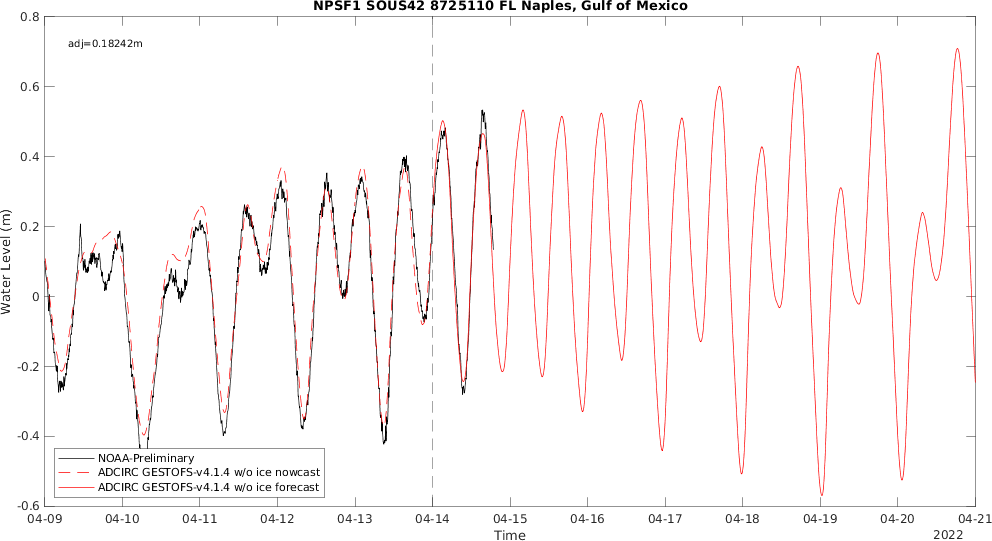 NPSF1 SOUS42 8725110 FL Naples, Gulf of Mexico
adj=0.18242m
Water Level (m)
0.8
0.6
0.4
0.2
0
-0.2
-0.4
-0.6
NOAA-Preliminary
ADCIRC GESTOFS-v4.1.4 w/o ice nowcast
ADCIRC GESTOFS-v4.1.4 w/o ice forecast
04-09 04-10 04-11 04-12 04-13 04-14 04-15 04-16 04-17 04-18 04-19 04-20 04-21
Time
2022